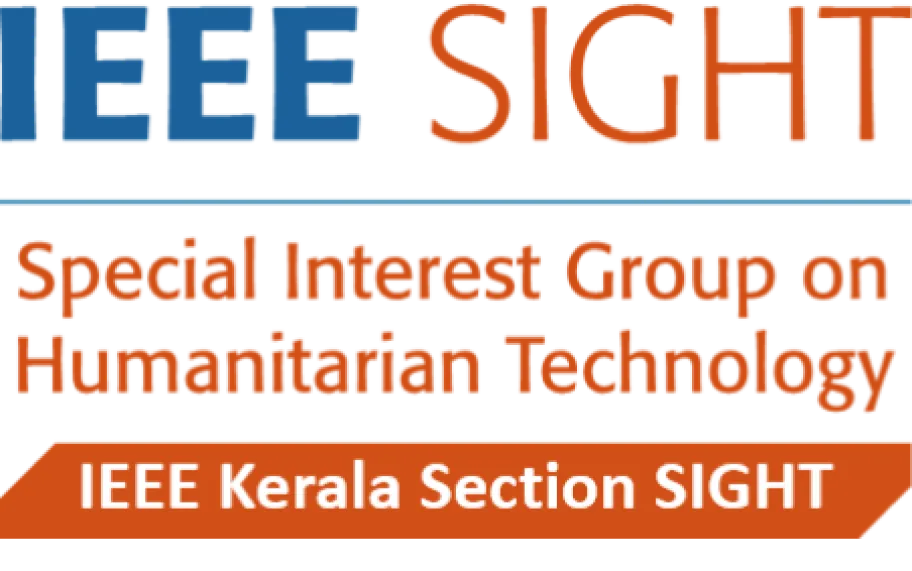 IEEE SIGHT
Special Interest Group on
Humanitarian Technology
IEEE Kerala Section SIGHT